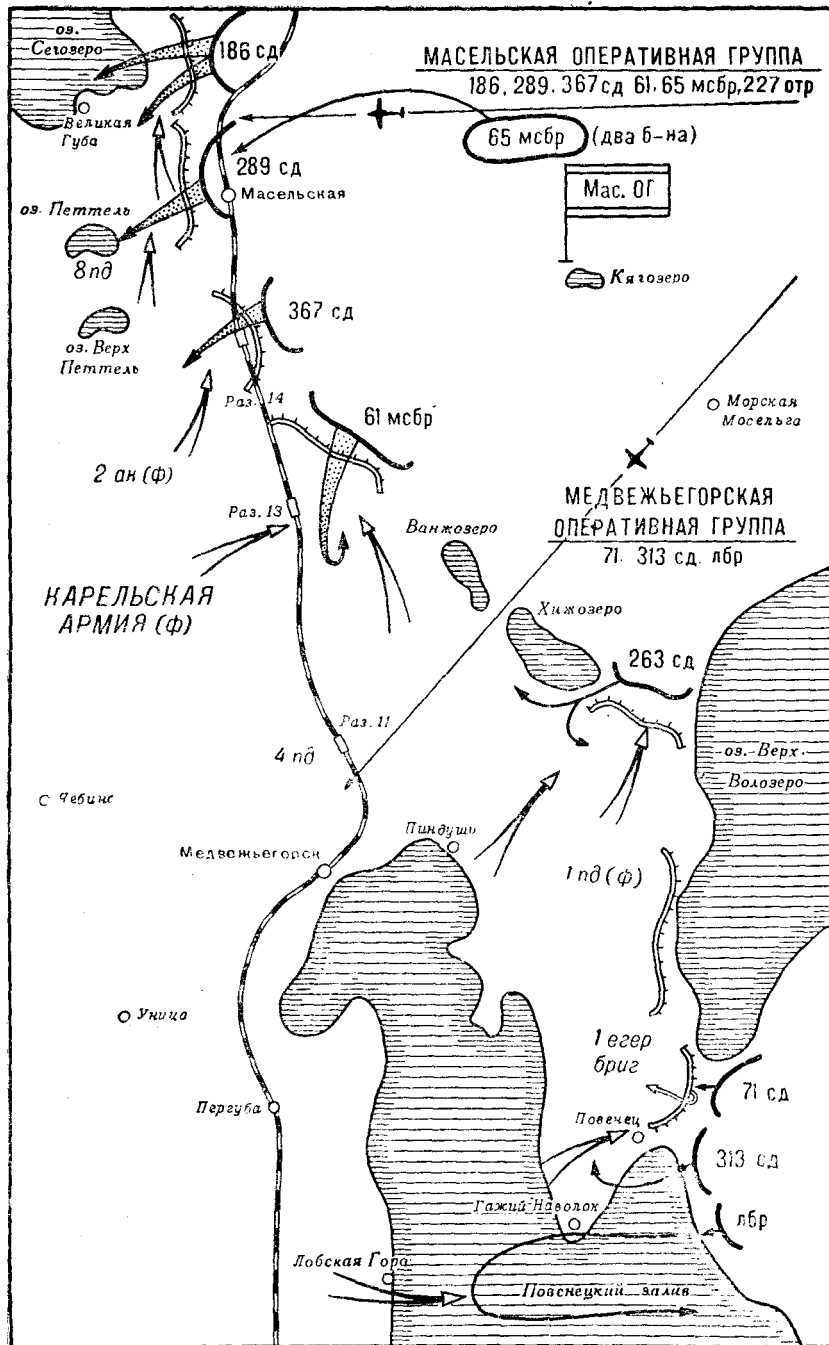 оз.
Сегозеро
186 сд
МАСЕЛЬСКАЯ ОПЕРАТИВНАЯ ГРУППА
186, 289. 367 сд 61, 65 мсбр, 227 отр
Великая
Губа
65 мсбр (два б-на)
289 сд
Мас. ОГ
Масельская
оз. Петтель
8 пд
Кягозеро
367 сд
оз. Верх
Петтель
Раз. 14
61 мсбр
Морская
Мосельга
2 ак (ф)
Раз. 13
МЕДВЕЖЬЕГОРСКАЯ
ОПЕРАТИВНАЯ ГРУППА
71. 313 сд. лбр
Ванжозеро
КАРЕЛЬСКАЯ
АРМИЯ (ф)
Хижозеро
263 сд
Раз. 11
4 пд
оз. Верх.
Волозеро
Чебино
Пиндуши
Медвежьегорск
1 пд (ф)
Уница
1 егер
бриг
71 сд
Пергуба
Повенец
313 сд
Гажий Наволок
лбр
Лобская Гора
Повенецкий залив